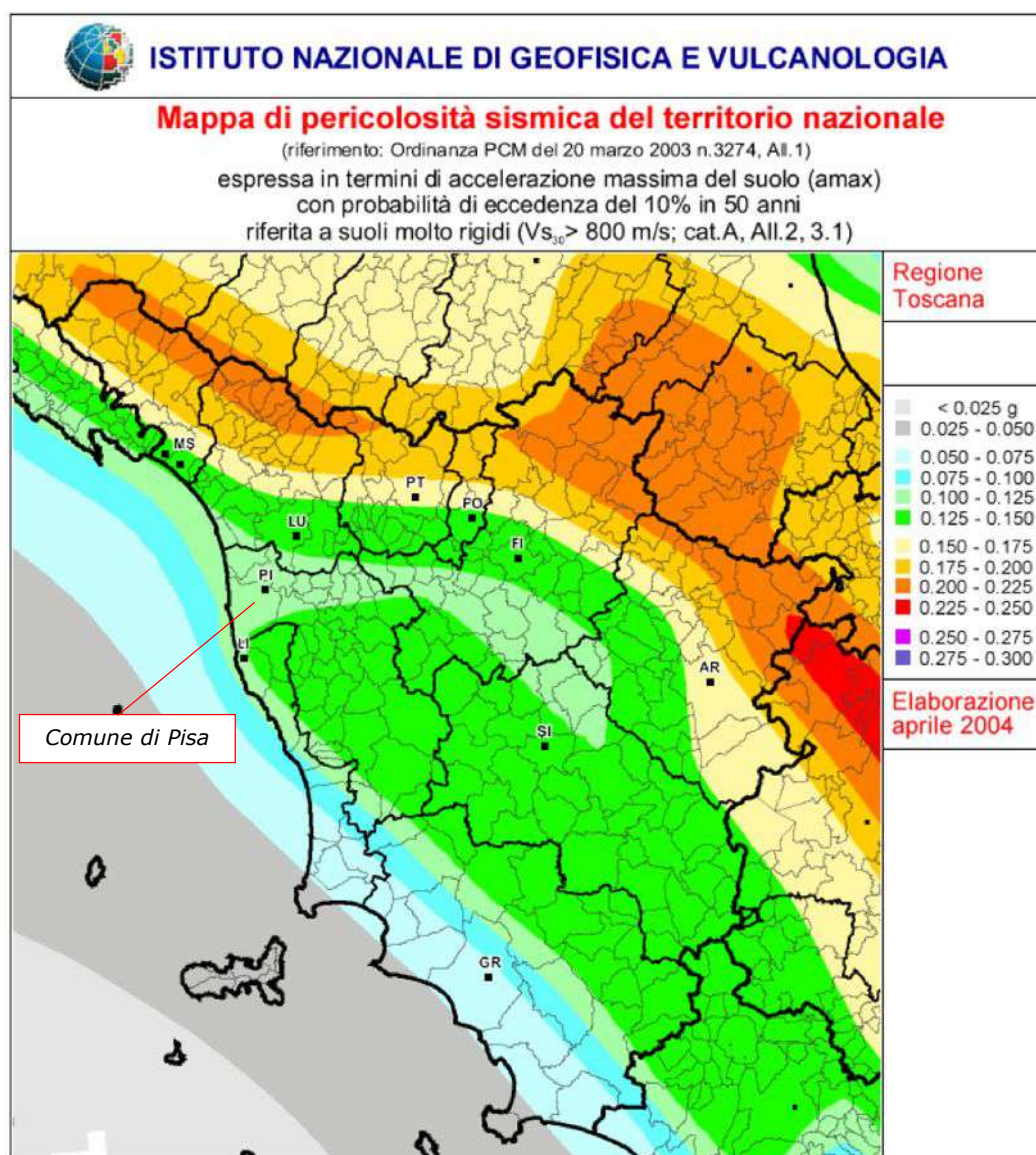 ISTITUTO NAZIONALE DI GEOFISICA E VULCANOLOGIA
Mappa di pericolosità sismica del territorio nazionale
(riferimento: Ordinanza PCM del 20 marzo 2003 n.3274, All.1)
espressa in termini di accelerazione massima del suolo (amax)
con probabilità di eccedenza del 10% in 50 anni
riferita a suoli molto rigidi (Vs₃₀> 800 m/s; cat.A, All.2, 3.1)
Regione
Toscana
< 0.025 g
0.025 - 0.050
0.050 - 0.075
0.075 - 0.100
0.100 - 0.125
0.125 - 0.150
0.150 - 0.175
0.175 - 0.200
0.200 - 0.225
0.225 - 0.250
0.250 - 0.275
0.275 - 0.300
Elaborazione
aprile 2004
MS
PT
PO
LU
FI
PI
LI
AR
SI
GR
Comune di Pisa